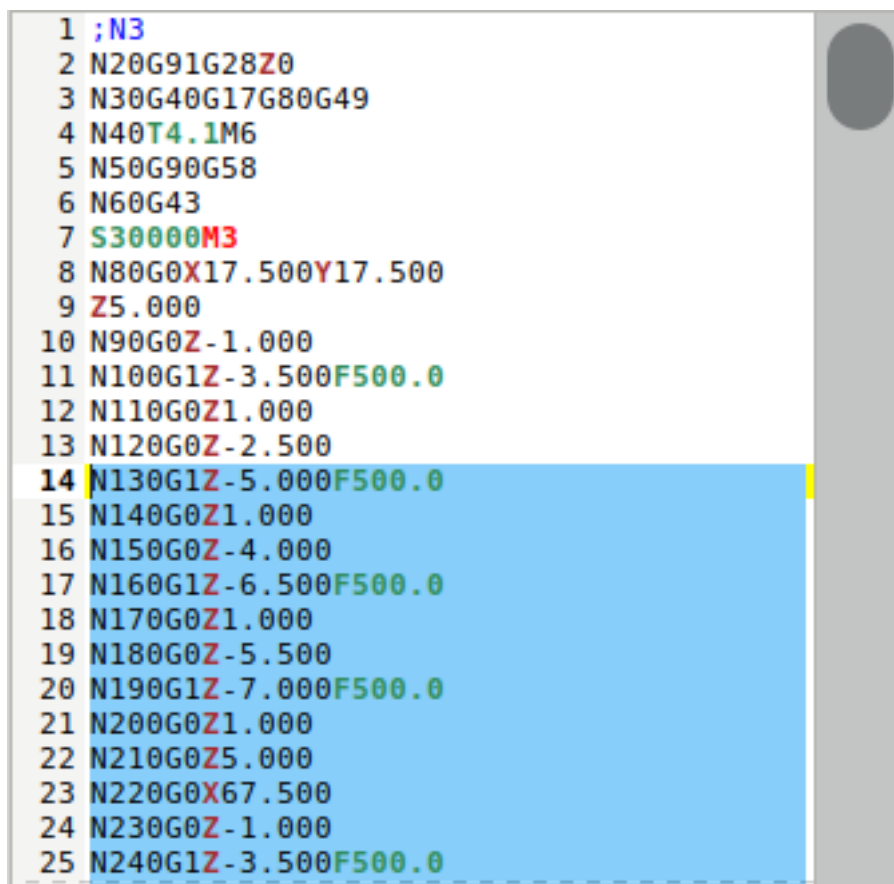 1 ;N3
2 N20G91G28Z0
3 N30G40G17G80G49
4 N40T4.1M6
5 N50G90G58
6 N60G43
7 S30000M3
8 N80G0X17.500Y17.500
9 Z5.000
10 N90G0Z-1.000
11 N100G1Z-3.500F500.0
12 N110G0Z1.000
13 N120G0Z-2.500
14 N130G1Z-5.000F500.0
15 N140G0Z1.000
16 N150G0Z-4.000
17 N160G1Z-6.500F500.0
18 N170G0Z1.000
19 N180G0Z-5.500
20 N190G1Z-7.000F500.0
21 N200G0Z1.000
22 N210G0Z5.000
23 N220G0X67.500
24 N230G0Z-1.000
25 N240G1Z-3.500F500.0